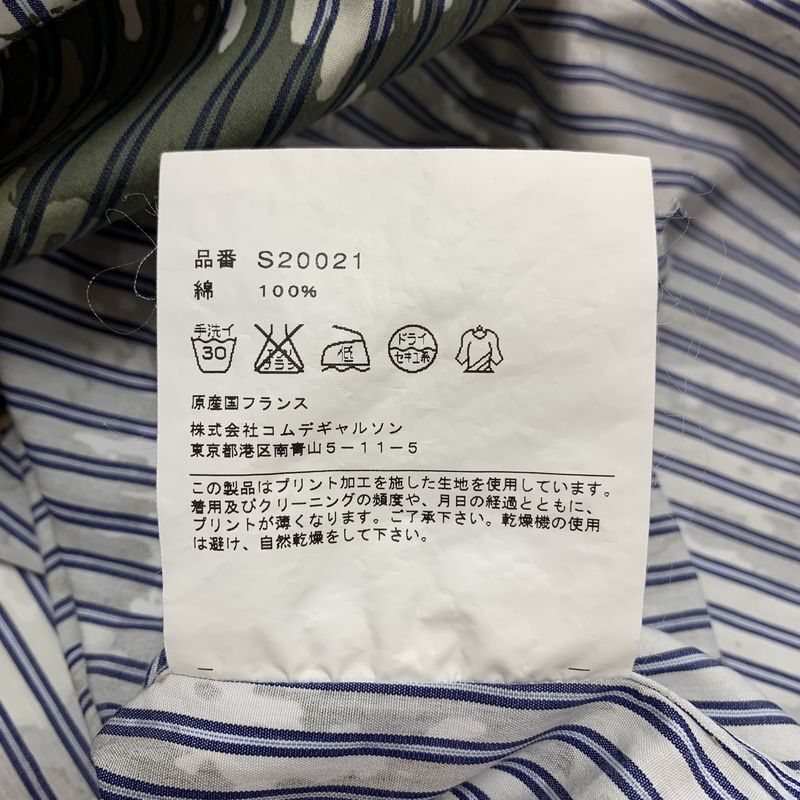 品番 S20021
綿 100%
手洗イ
30
エンソ
サラシ
低
ドライ
セキユ系
原産国フランス
株式会社コムデギャルソン
東京都港区南青山5-11-5
この製品はプリント加工を施した生地を使用しています。
着用及びクリーニングの頻度や、月日の経過とともに、
プリントが薄くなります。ご了承下さい。乾燥機の使用
は避け、自然乾燥をして下さい。